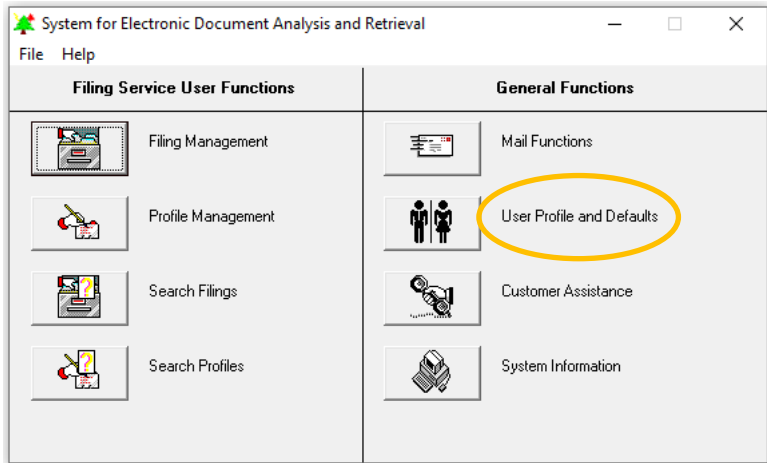 System for Electronic Document Analysis and Retrieval
File Help
Filing Service User Functions
General Functions
Filing Management
Mail Functions
Profile Management
User Profile and Defaults
Search Filings
Customer Assistance
Search Profiles
System Information